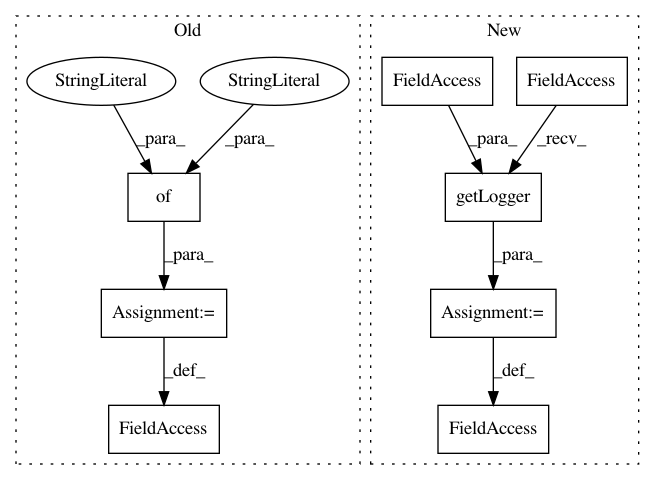 Old
New
StringLiteral
StringLiteral
FieldAccess
FieldAccess
_para_
_para_
_para_
_recv_
of
getLogger
_para_
_para_
Assignment:=
Assignment:=
_def_
_def_
FieldAccess
FieldAccess